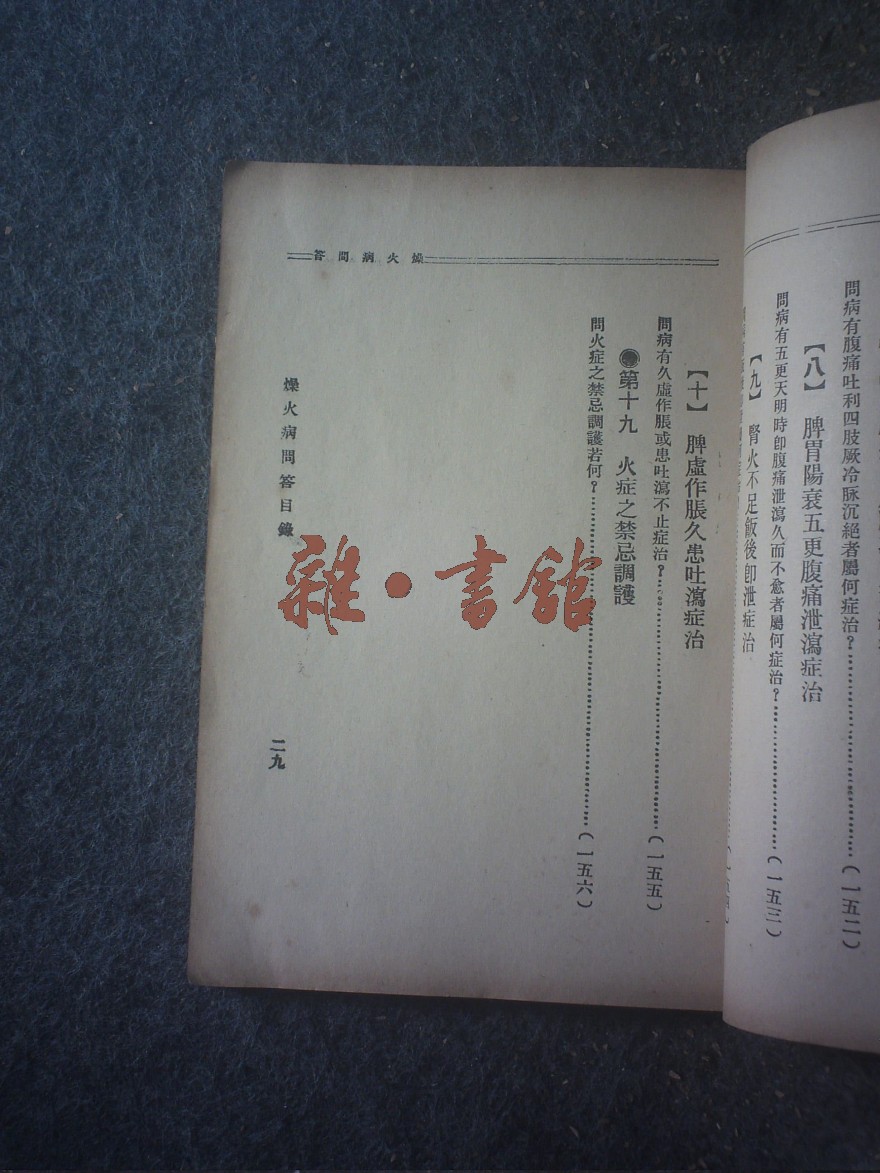 問病有腹痛吐利四肢厥冷脉沉絕者屬何症治？……(一五二)
【八】 脾胃陽衰五更腹痛泄瀉症治
問病有五更天明時卽腹痛泄瀉久而不愈者屬何症治？……(一五三)
【九】 腎火不足飯後卽泄症治
燥火病問答
【十】 脾虛作脹久患吐瀉症治
問病有久虛作脹或患吐瀉不止症治？……(一五五)
◉第十九 火症之禁忌調護
問火症之禁忌調護若何？……(一五六)
燥火病問答目錄
二九
雜·書館